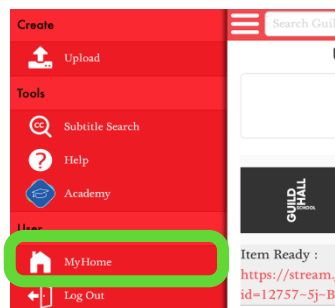 Create
Search Guil
Upload
Tools
CC
Subtitle Search
? Help
Academy
GUILD
HALL
SCHOOL
User
MyHome
Item Ready :
https://stream.
Log Out
id=12757~5j~B